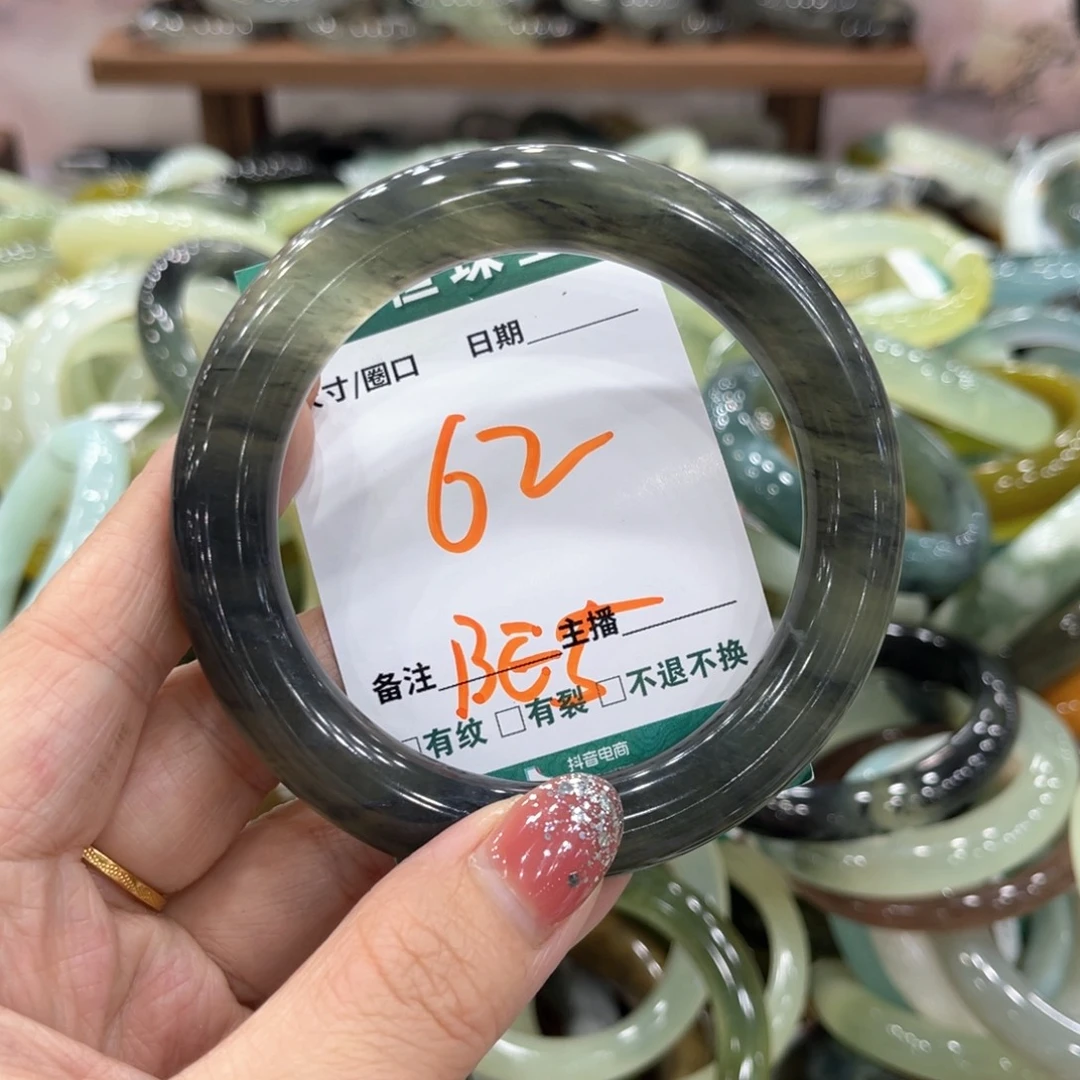 日期
寸/圈口
62
主播
备注 BES
□有纹 □有裂 □不退不换
抖音电商